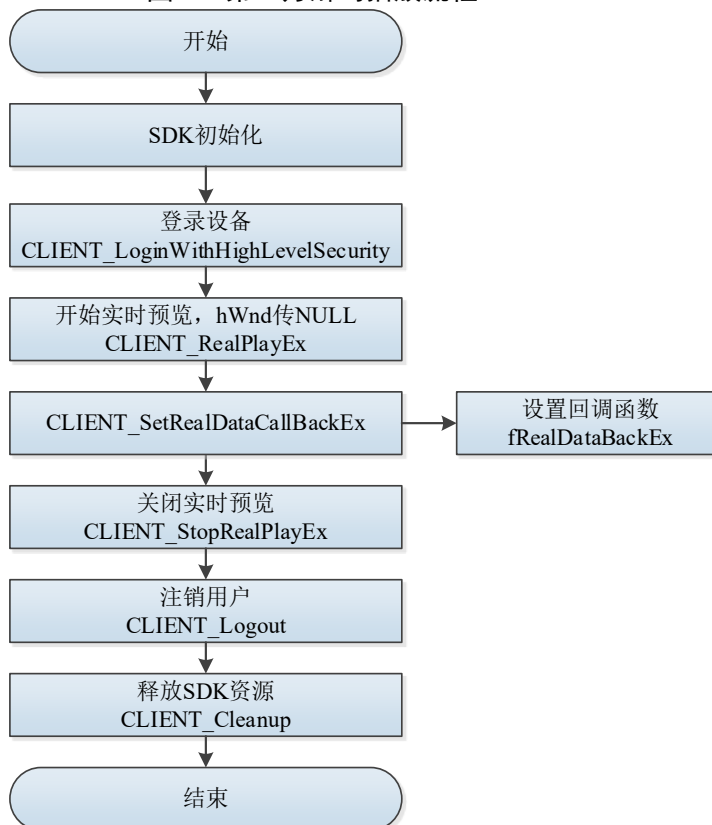 开始
SDK初始化
登录设备
CLIENT_LoginWithHighLevelSecurity
开始实时预览，hWnd传NULL
CLIENT_RealPlayEx
CLIENT_SetRealDataCallBackEx
设置回调函数
fRealDataBackEx
关闭实时预览
CLIENT_StopRealPlayEx
注销用户
CLIENT_Logout
释放SDK资源
CLIENT_Cleanup
结束